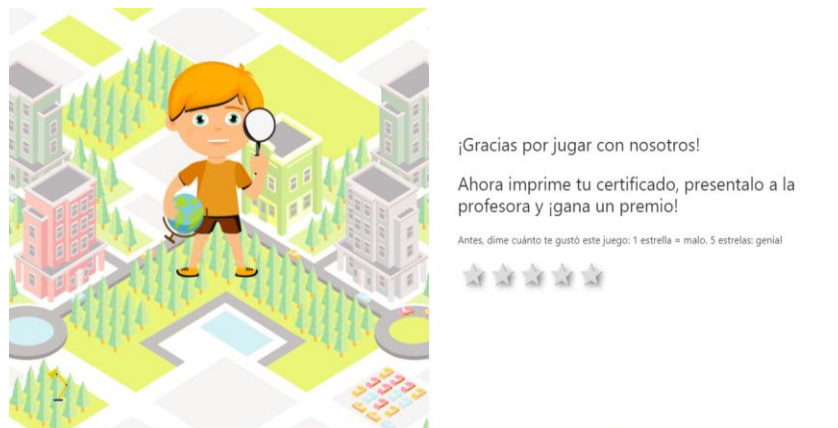 ¡Gracias por jugar con nosotros!
Ahora imprime tu certificado, presentalo a la
profesora y ¡gana un premio!
Antes, dime cuánto te gustó este juego: 1 estrella = malo. 5 estrelas: genial